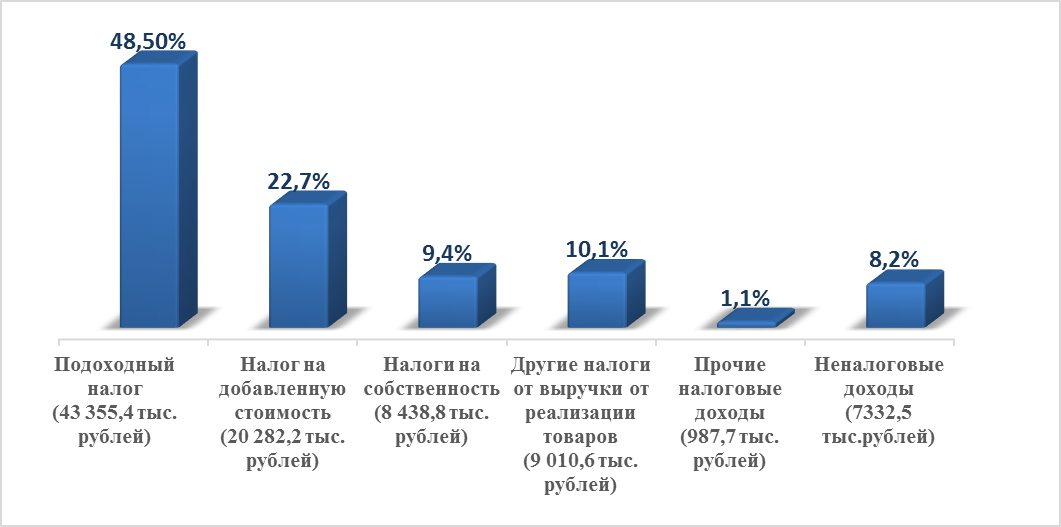 48,50%
22,7%
9,4%
10,1%
1,1%
8,2%
Подоходный
налог
(43 355,4 тыс.
рублей)
Налог на
добавленную
стоимость
(20 282,2 тыс.
рублей)
Налоги на
собственность
(8 438,8 тыс.
рублей)
Другие налоги
от выручки от
реализации
товаров
(9 010,6 тыс.
рублей)
Прочие
налоговые
доходы
(987,7 тыс.
рублей)
Неналоговые
доходы
(7332,5
тыс.рублей)